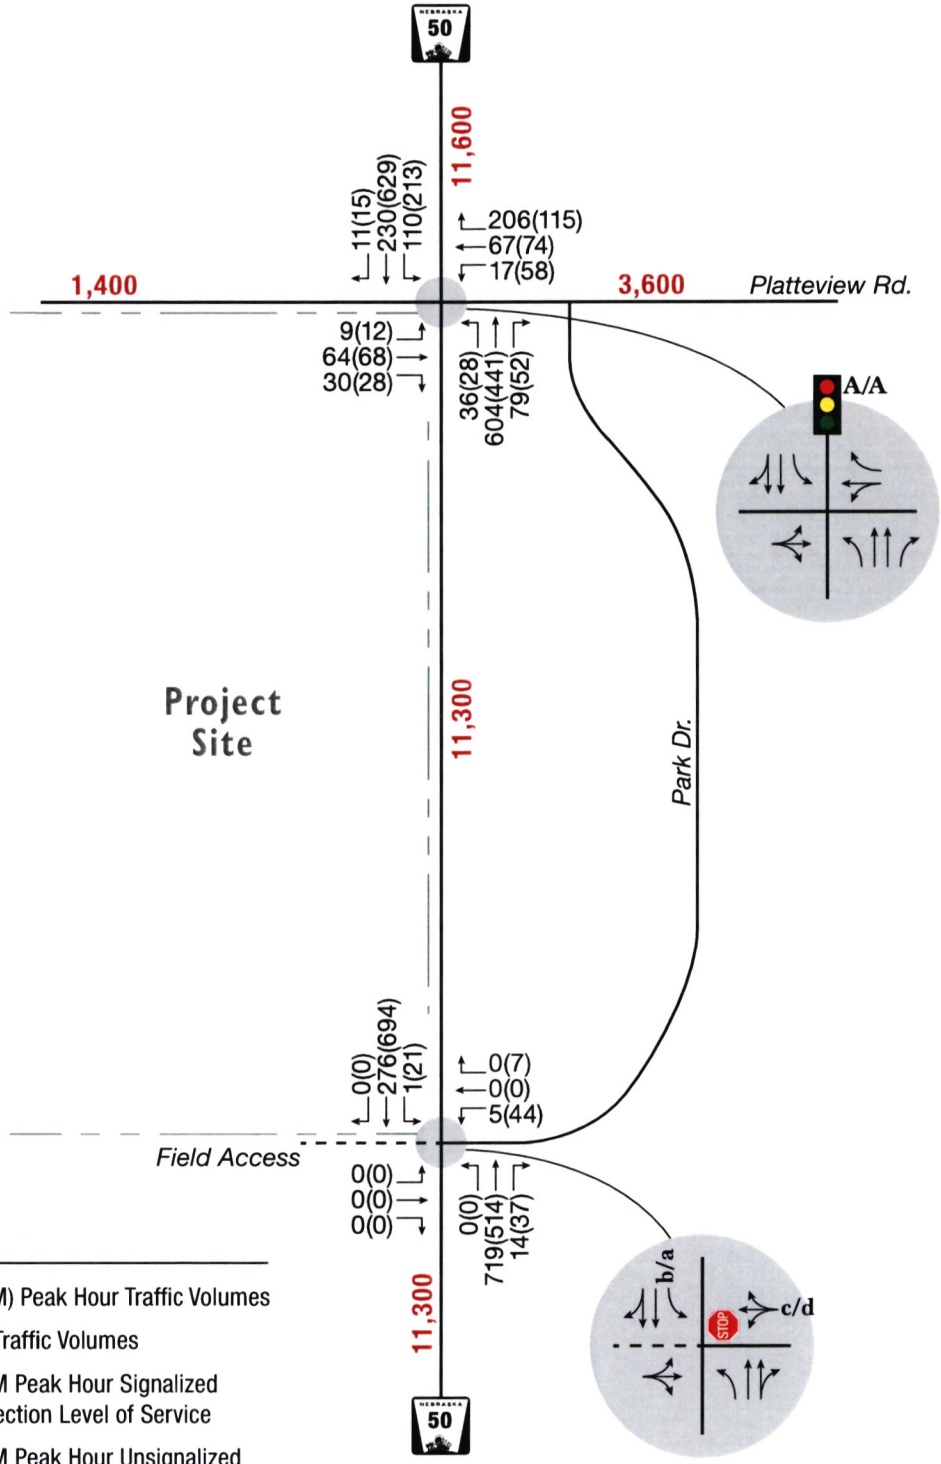 NEBRASKA
50
11,600
11(15)
230(629)
110(213)
206(115)
67(74)
17(58)
1,400
3,600
Platteview Rd.
9(12)
64(68)
30(28)
36(28)
604(441)
79(52)
A/A
Project
Site
11,300
Park Dr.
0(0)
276(694)
1(21)
0(7)
0(0)
5(44)
Field Access
0(0)
0(0)
0(0)
0(0)
719(514)
14(37)
b/a
STOP
c/d
11,300
M) Peak Hour Traffic Volumes
Traffic Volumes
M Peak Hour Signalized
ection Level of Service
M Peak Hour Unsignalized
NEBRASKA
50